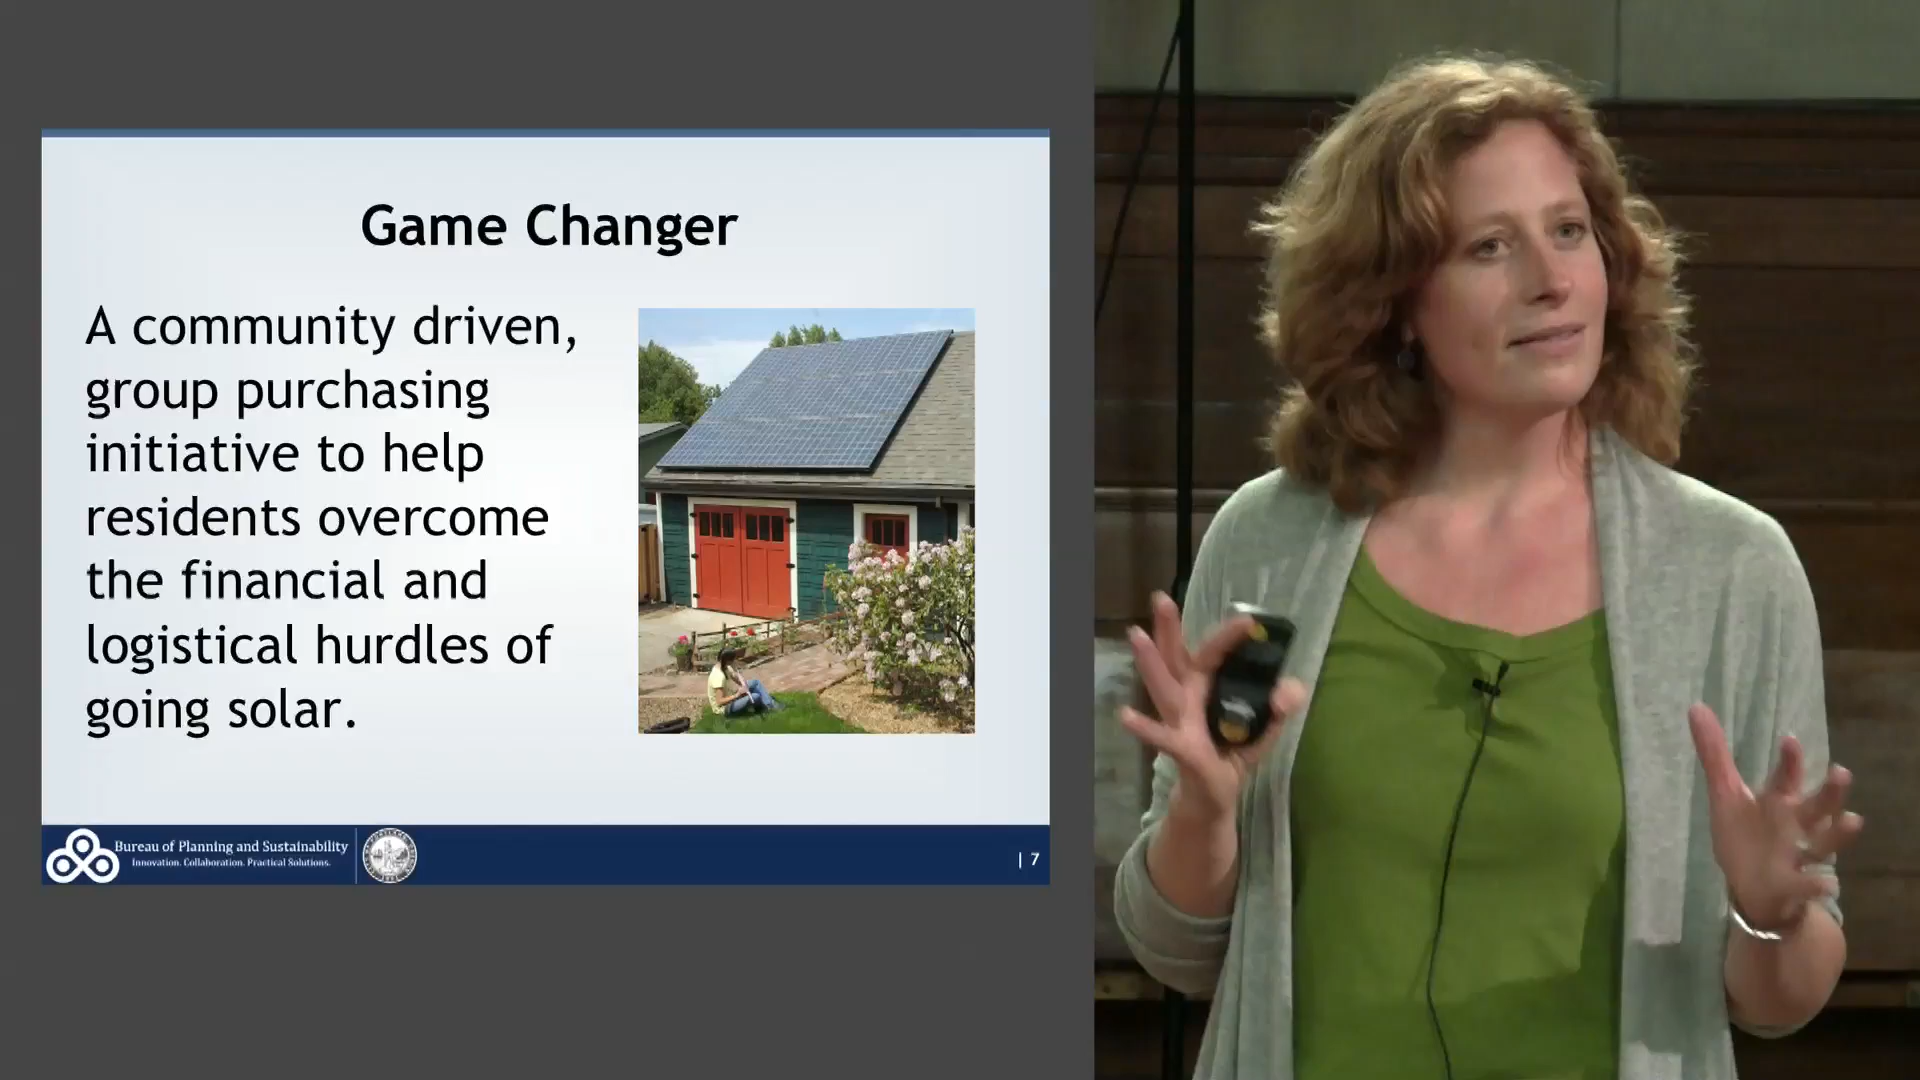 Game Changer
A community driven,
group purchasing
initiative to help
residents overcome
the financial and
logistical hurdles of
going solar.
Bureau of Planning and Sustainability
Innovation. Collaboration. Practical Solutions.
| 7